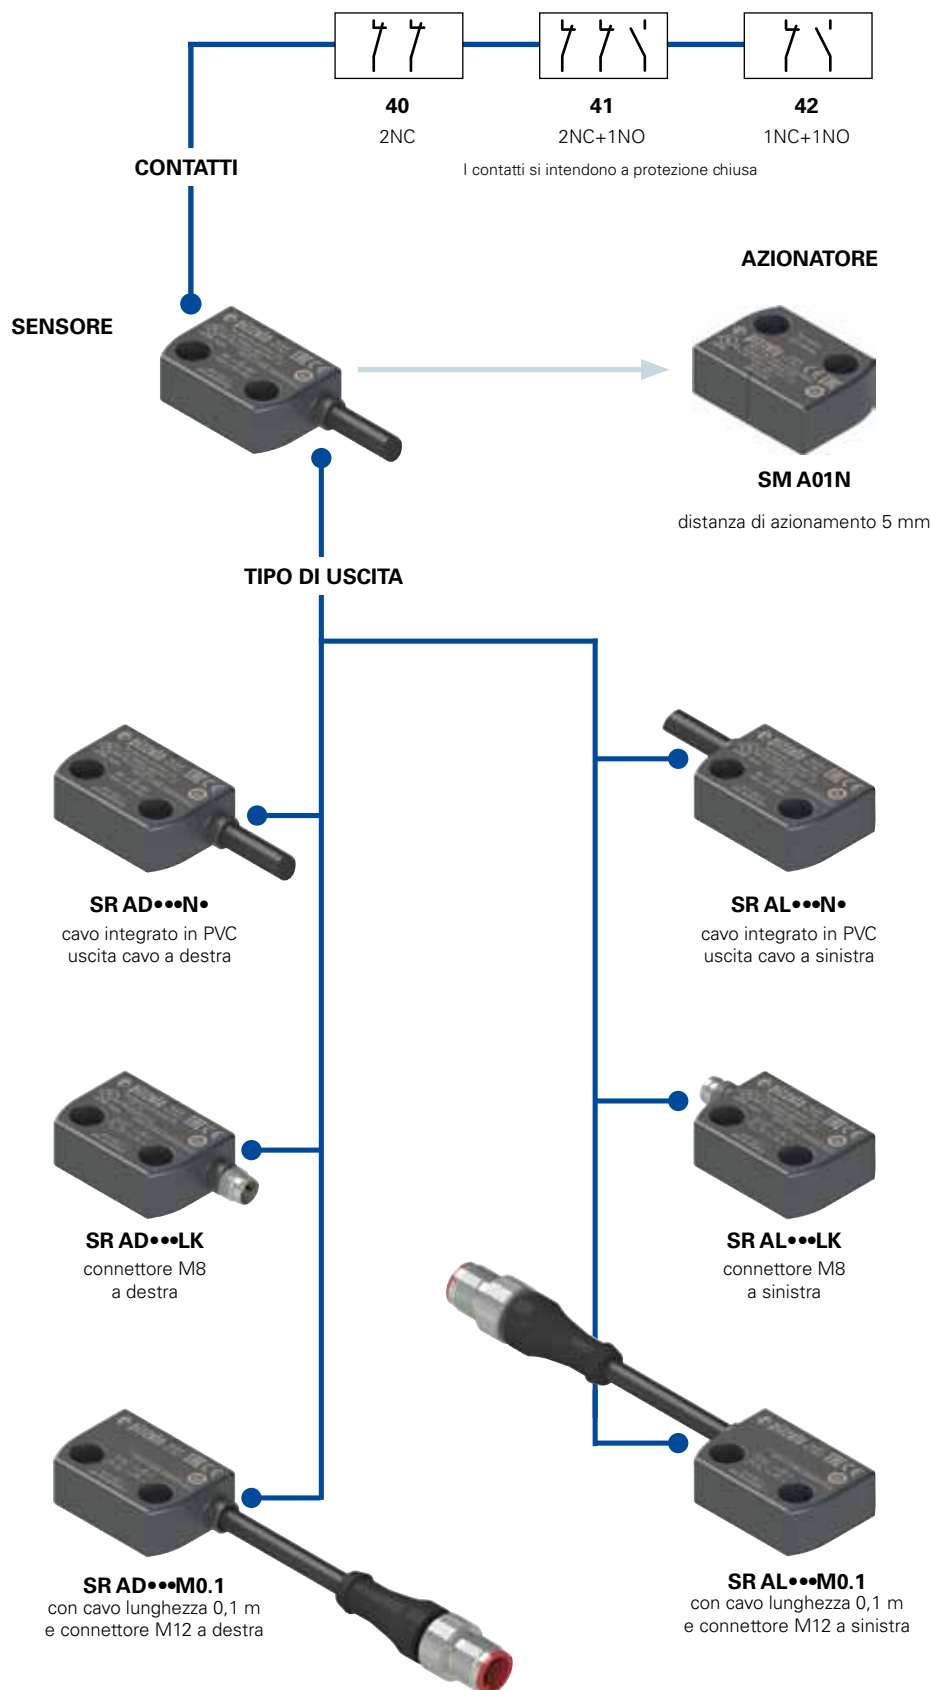 40
41
42
2NC
2NC+1NO
1NC+1NO
CONTATTI
I contatti si intendono a protezione chiusa
AZIONATORE
SENSORE
SM A01N
distanza di azionamento 5 mm
TIPO DI USCITA
SR AD•••N•
cavo integrato in PVC
uscita cavo a destra
SR AL•••N•
cavo integrato in PVC
uscita cavo a sinistra
SR AD•••LK
connettore M8
a destra
SR AL•••LK
connettore M8
a sinistra
SR AD•••M0.1
con cavo lunghezza 0,1 m
e connettore M12 a destra
SR AL•••M0.1
con cavo lunghezza 0,1 m
e connettore M12 a sinistra